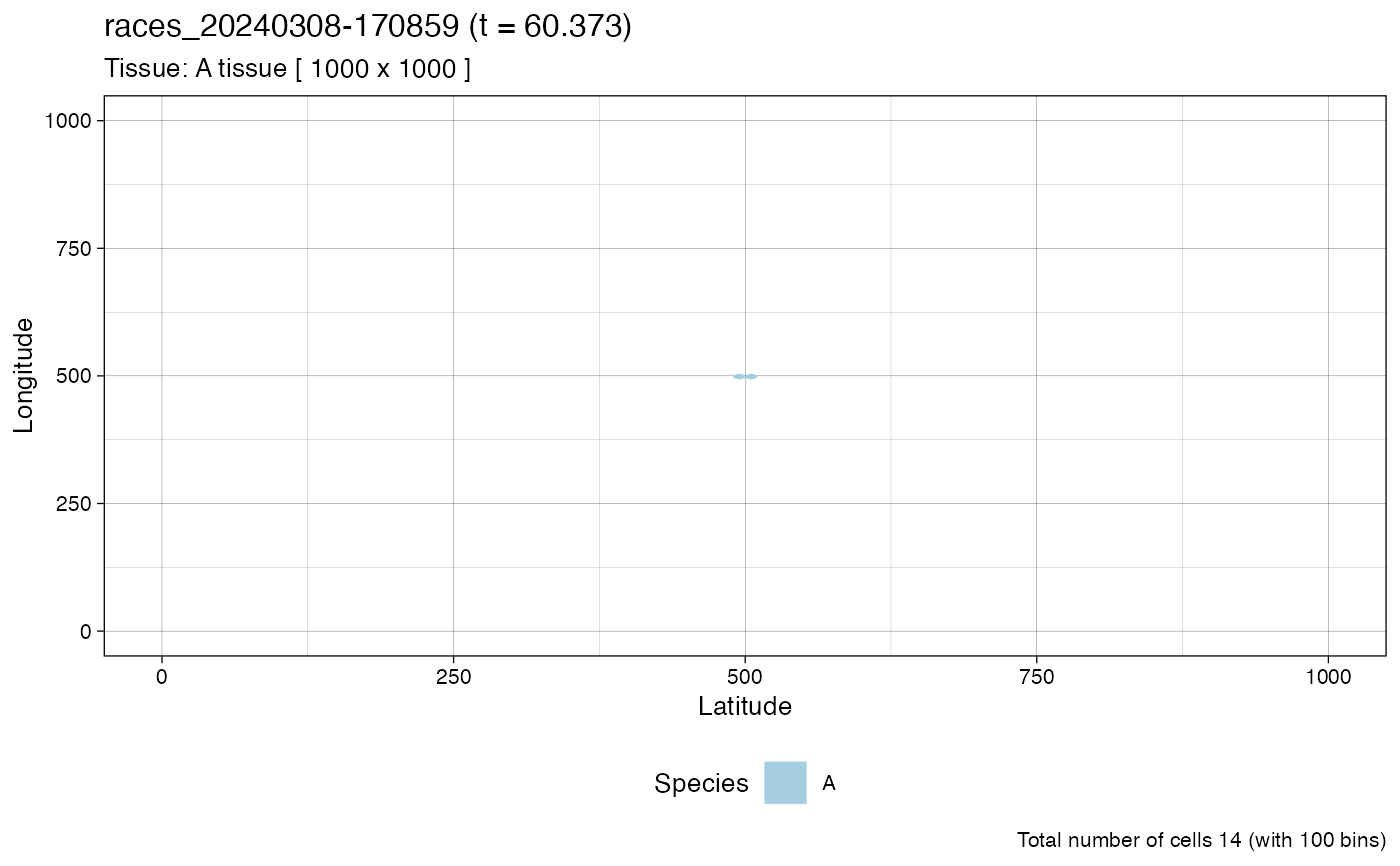 races_20240308-170859 (t = 60.373)
Tissue: A tissue [ 1000 x 1000 ]
1000
750
500
250
0
Longitude
0 250 500 750 1000
Latitude
Species A
Total number of cells 14 (with 100 bins)